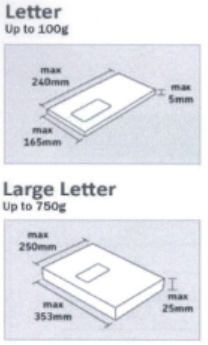 Letter
Up to 100g
max
240mm
max
5mm
max
165mm
Large Letter
Up to 750g
max
250mm
max
353mm
max
25mm